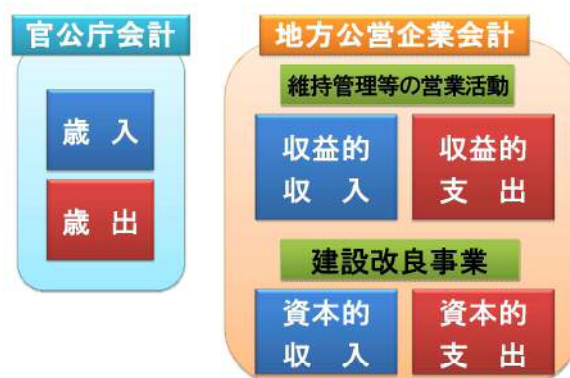 官公庁会計
歳 入
歳 出
地方公営企業会計
維持管理等の営業活動
収益的
収 入
収益的
支 出
建設改良事業
資本的
収 入
資本的
支 出